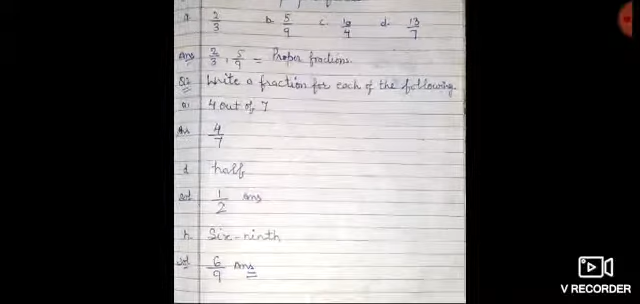 a 2/3 b. 5/9 c. 19/4 d. 13/7
Ans 2/3, 5/9 = Proper fractions.
Q2 Write a fraction for each of the following.
a. 4 out of 7
Ans 4/7
d half
Sol 1/2 Ans
h. Six-ninth
Sol 6/9 Ans
V RECORDER